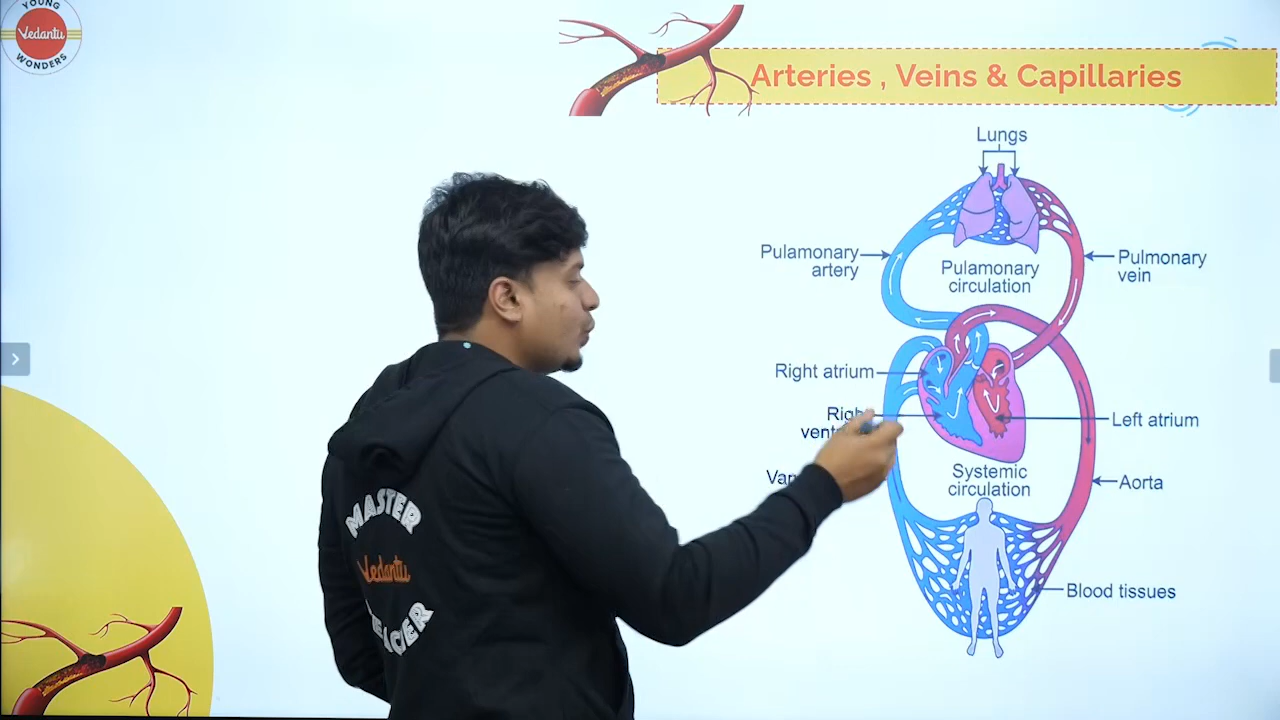 YOUNG
Vedantu
WONDERS
Arteries , Veins & Capillaries
Lungs
Pulamonary
artery
Pulamonary
circulation
Pulmonary
vein
Right atrium
Left atrium
Systemic
circulation
Aorta
Blood tissues
MASTER
Vedantu